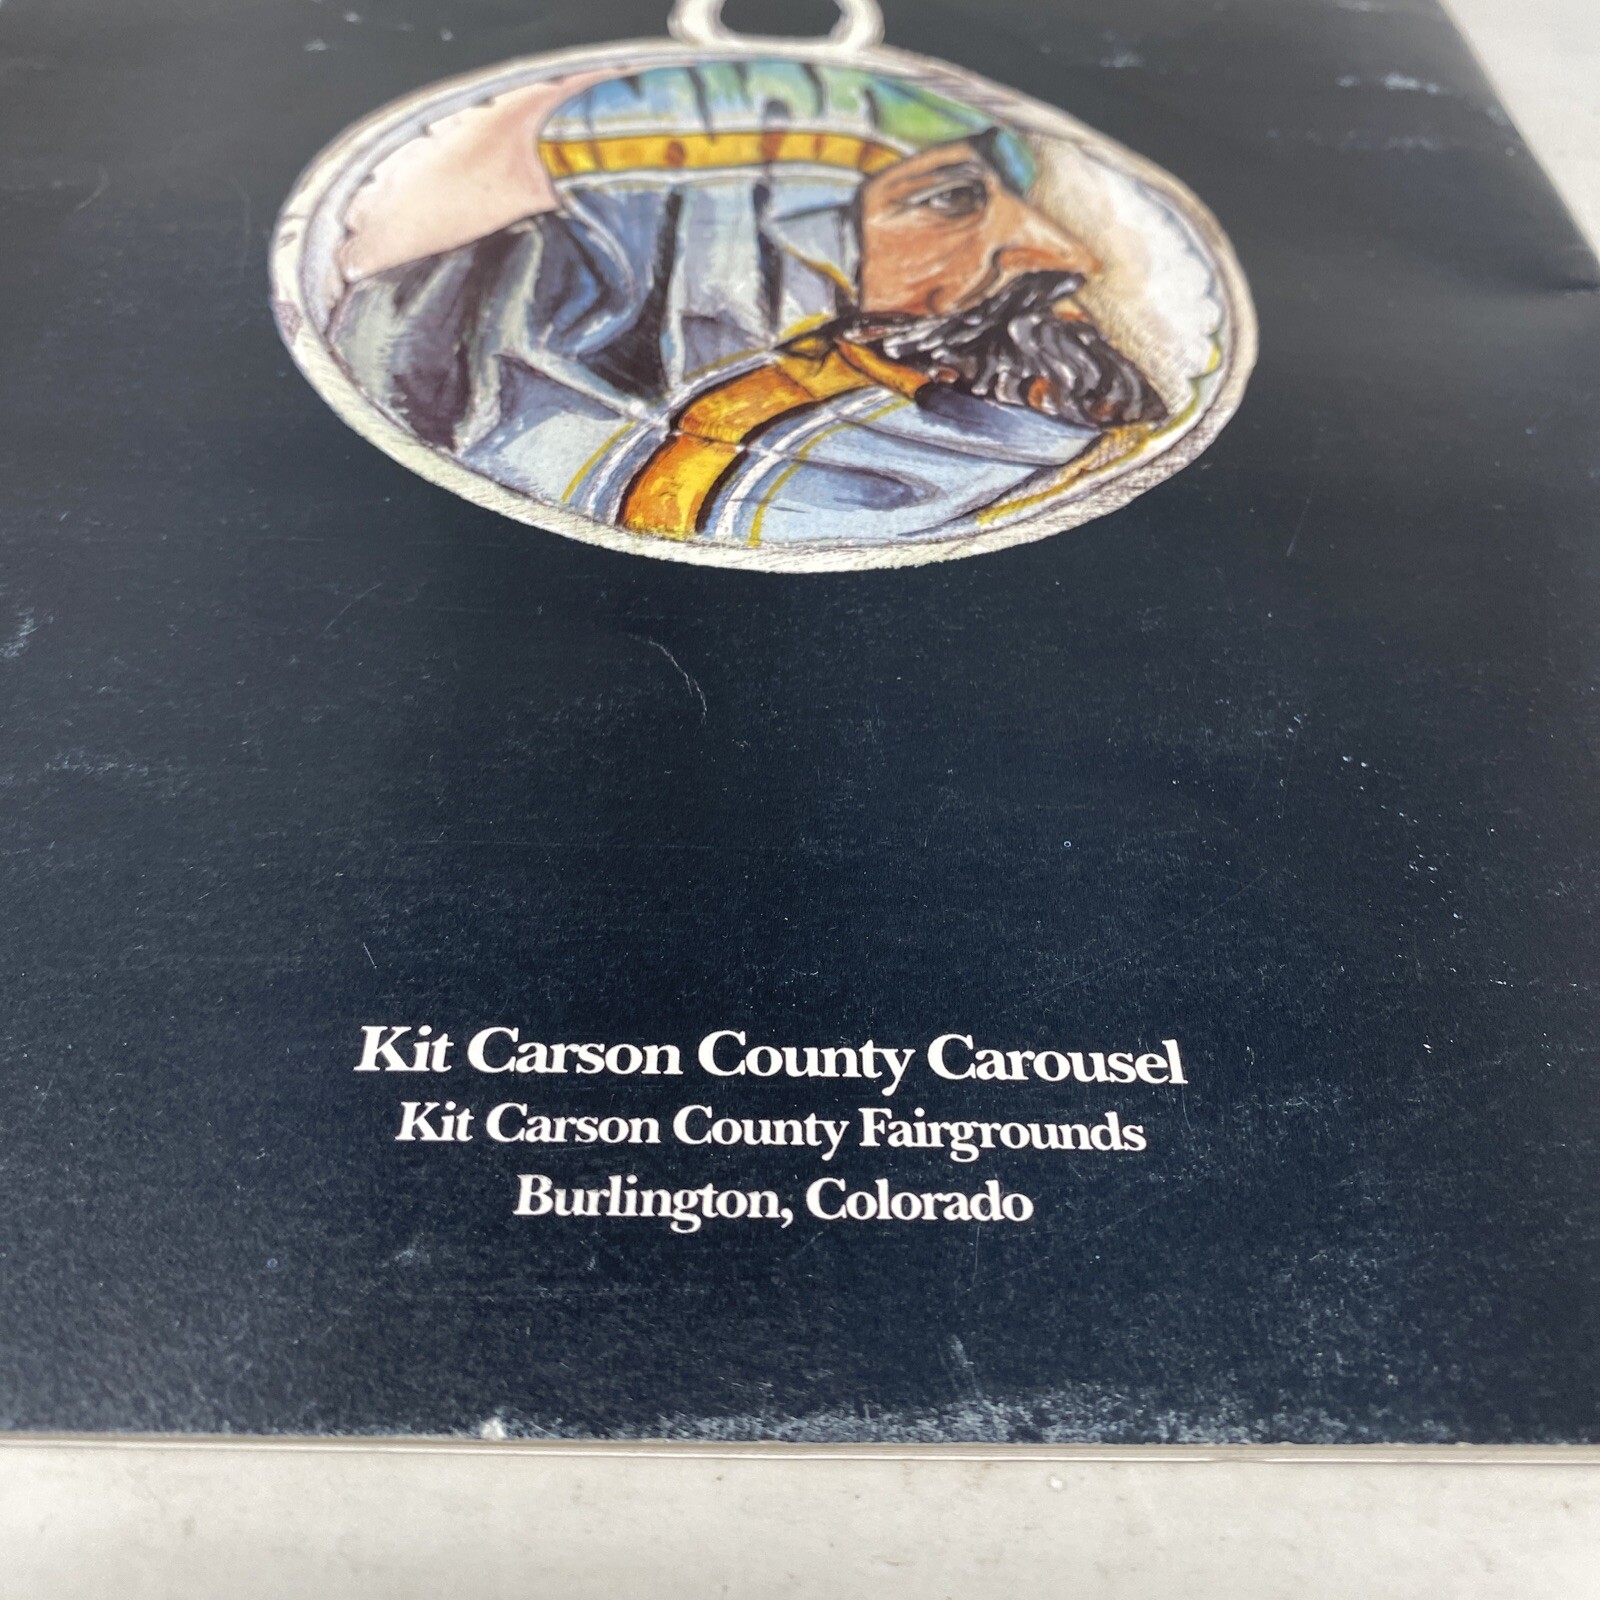 Kit Carson County Carousel
Kit Carson County Fairgrounds
Burlington, Colorado